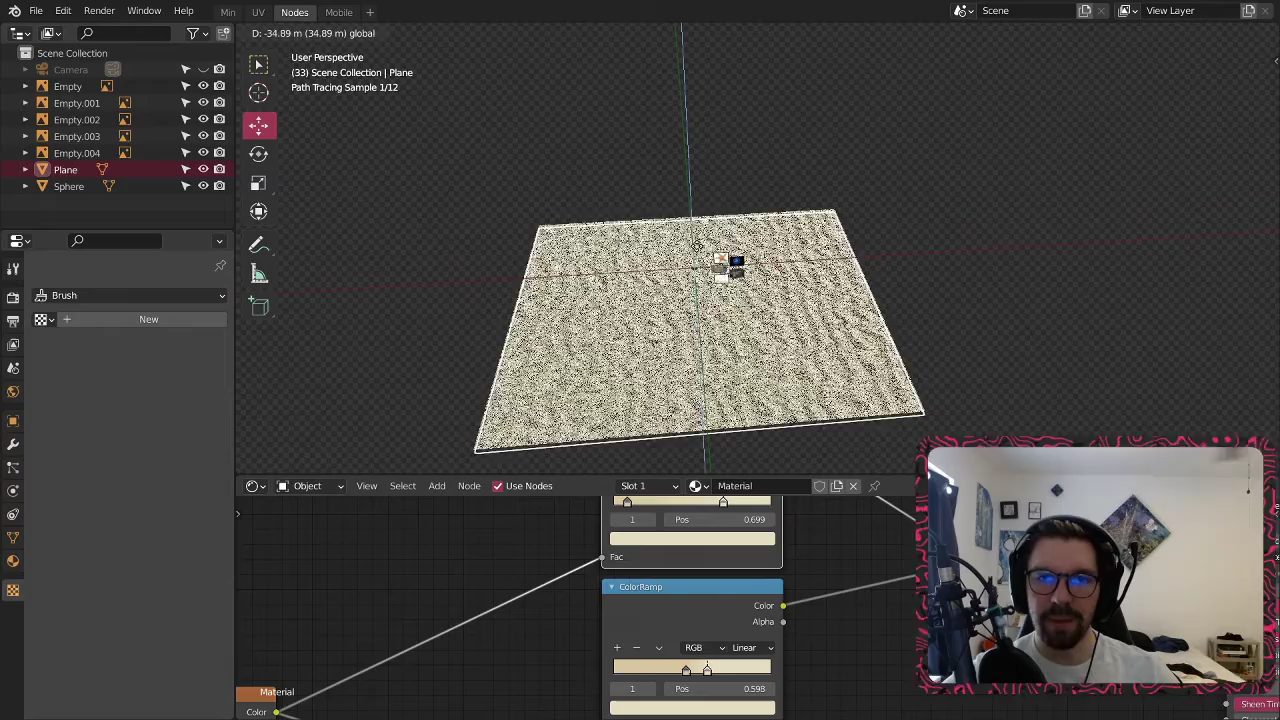 File Edit Render Window Help Min UV Nodes Mobile Scene View Layer
D: -34.89 m (34.89 m) global
Scene Collection
User Perspective
(33) Scene Collection | Plane
Path Tracing Sample 1/12
Camera
Empty
Empty.001
Empty.002
Empty.003
Empty.004
Plane
Sphere
Brush
New
Object View Select Add Node Use Nodes Slot 1 Material
1 Pos 0.699
Fac
ColorRamp
Color
Alpha
RGB Linear
1 Pos 0.598
Material
Color
Sheen Tin